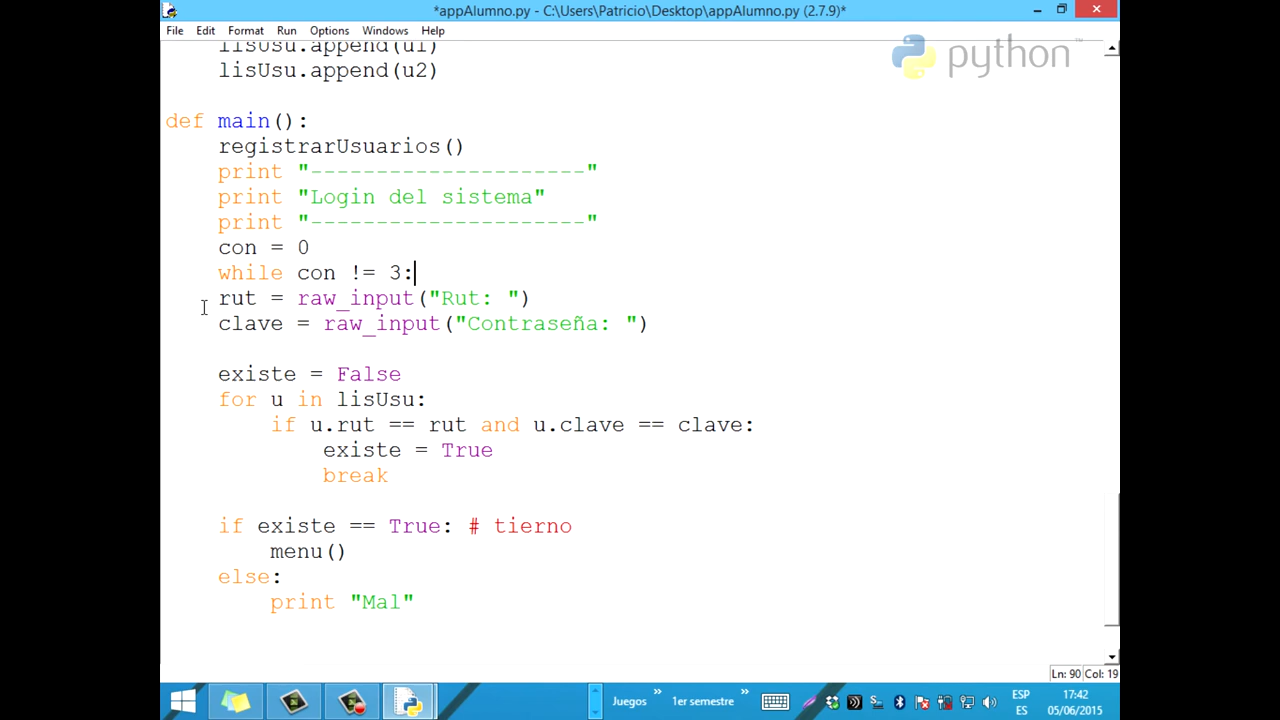 *appAlumno.py - C:\Users\Patricio\Desktop\appAlumno.py (2.7.9)*
File Edit Format Run Options Windows Help
lisUsu.append(u1)
lisUsu.append(u2)
python™
def main():
registrarUsuarios()
print "---------------------"
print "Login del sistema"
print "---------------------"
con = 0
while con != 3:
rut = raw_input("Rut: ")
clave = raw_input("Contraseña: ")
existe = False
for u in lisUsu:
if u.rut == rut and u.clave == clave:
existe = True
break
if existe == True: # tierno
menu()
else:
print "Mal"
Ln: 90 Col: 19
Juegos » 1er semestre » ESP 17:42
ES 05/06/2015